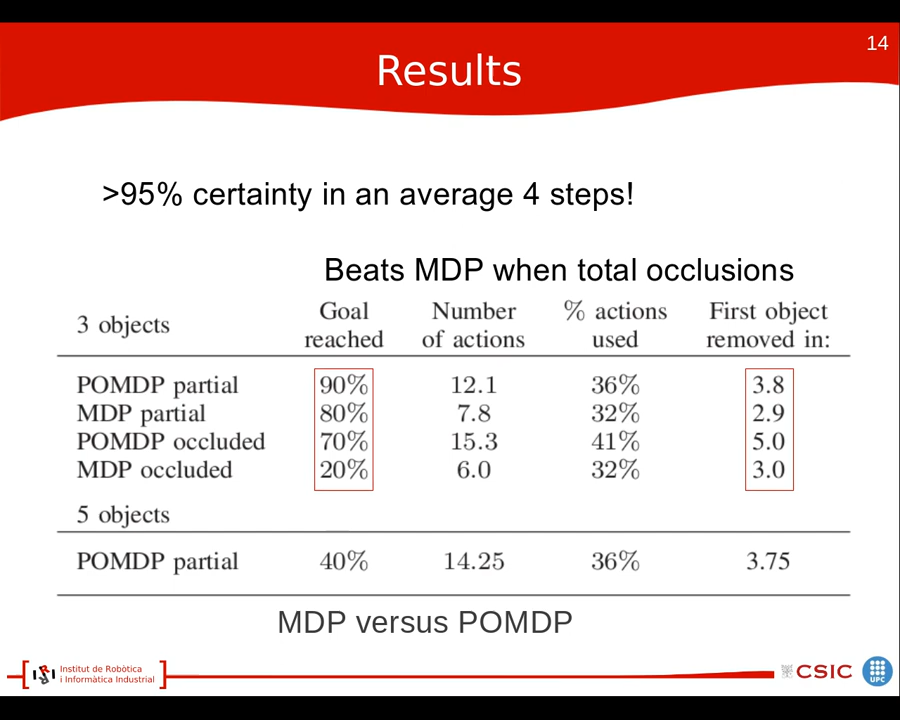 14
Results
>95% certainty in an average 4 steps!
Beats MDP when total occlusions
3 objects Goal reached Number of actions % actions used First object removed in:
POMDP partial 90% 12.1 36% 3.8
MDP partial 80% 7.8 32% 2.9
POMDP occluded 70% 15.3 41% 5.0
MDP occluded 20% 6.0 32% 3.0
5 objects
POMDP partial 40% 14.25 36% 3.75
MDP versus POMDP
Institut de Robòtica
i Informàtica Industrial
CSIC
UPC